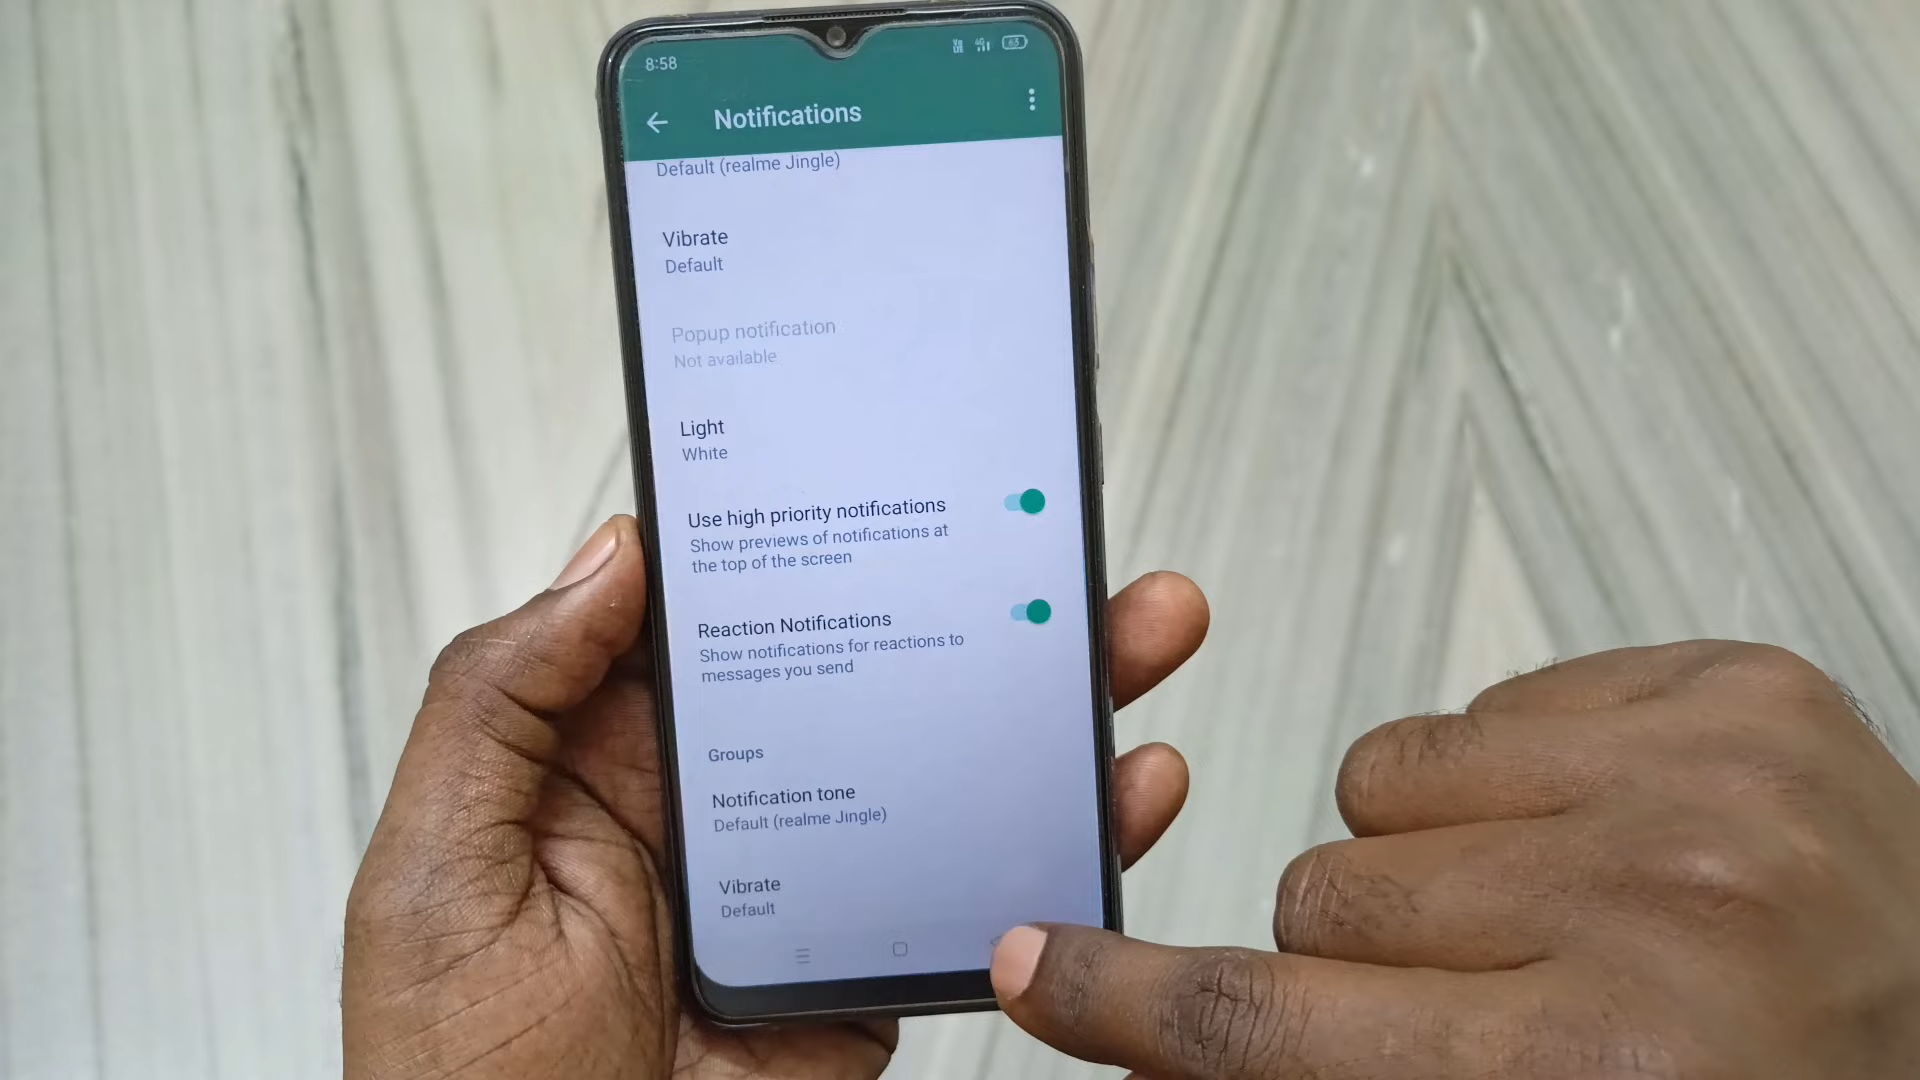 8:58
63
Notifications
Default (realme Jingle)
Vibrate
Default
Popup notification
Not available
Light
White
Use high priority notifications
Show previews of notifications at
the top of the screen
Reaction Notifications
Show notifications for reactions to
messages you send
Groups
Notification tone
Default (realme Jingle)
Vibrate
Default